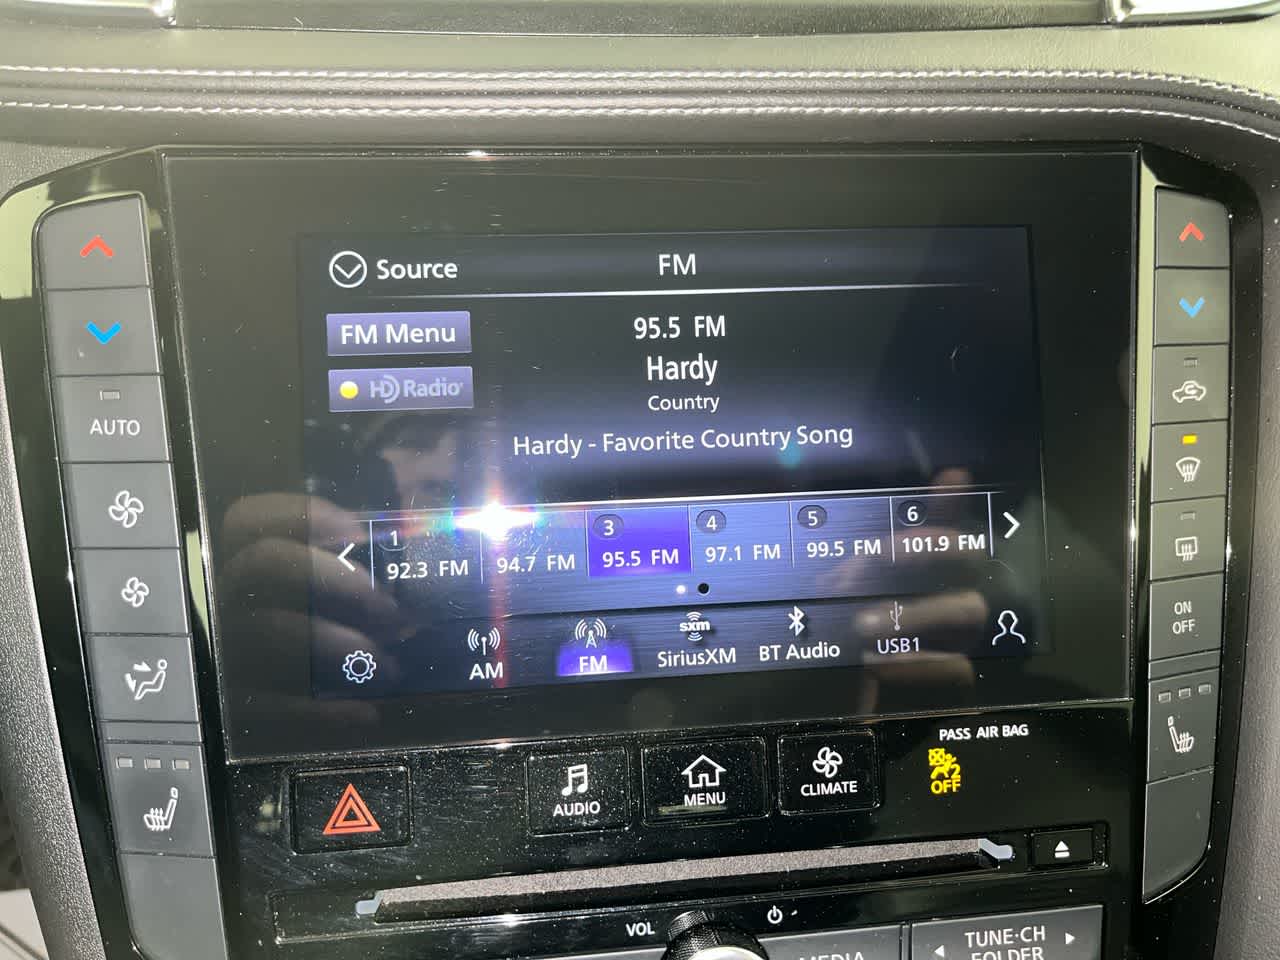 Source
FM
FM Menu
HD Radio
95.5 FM
Hardy
Country
Hardy - Favorite Country Song
1
92.3 FM
94.7 FM
3
95.5 FM
4
97.1 FM
5
99.5 FM
6
101.9 FM
AM
FM
sxm
SiriusXM
BT Audio
USB1
AUTO
ON
OFF
AUDIO
MENU
CLIMATE
PASS AIR BAG
2
OFF
VOL
MEDIA
TUNE·CH
FOLDER